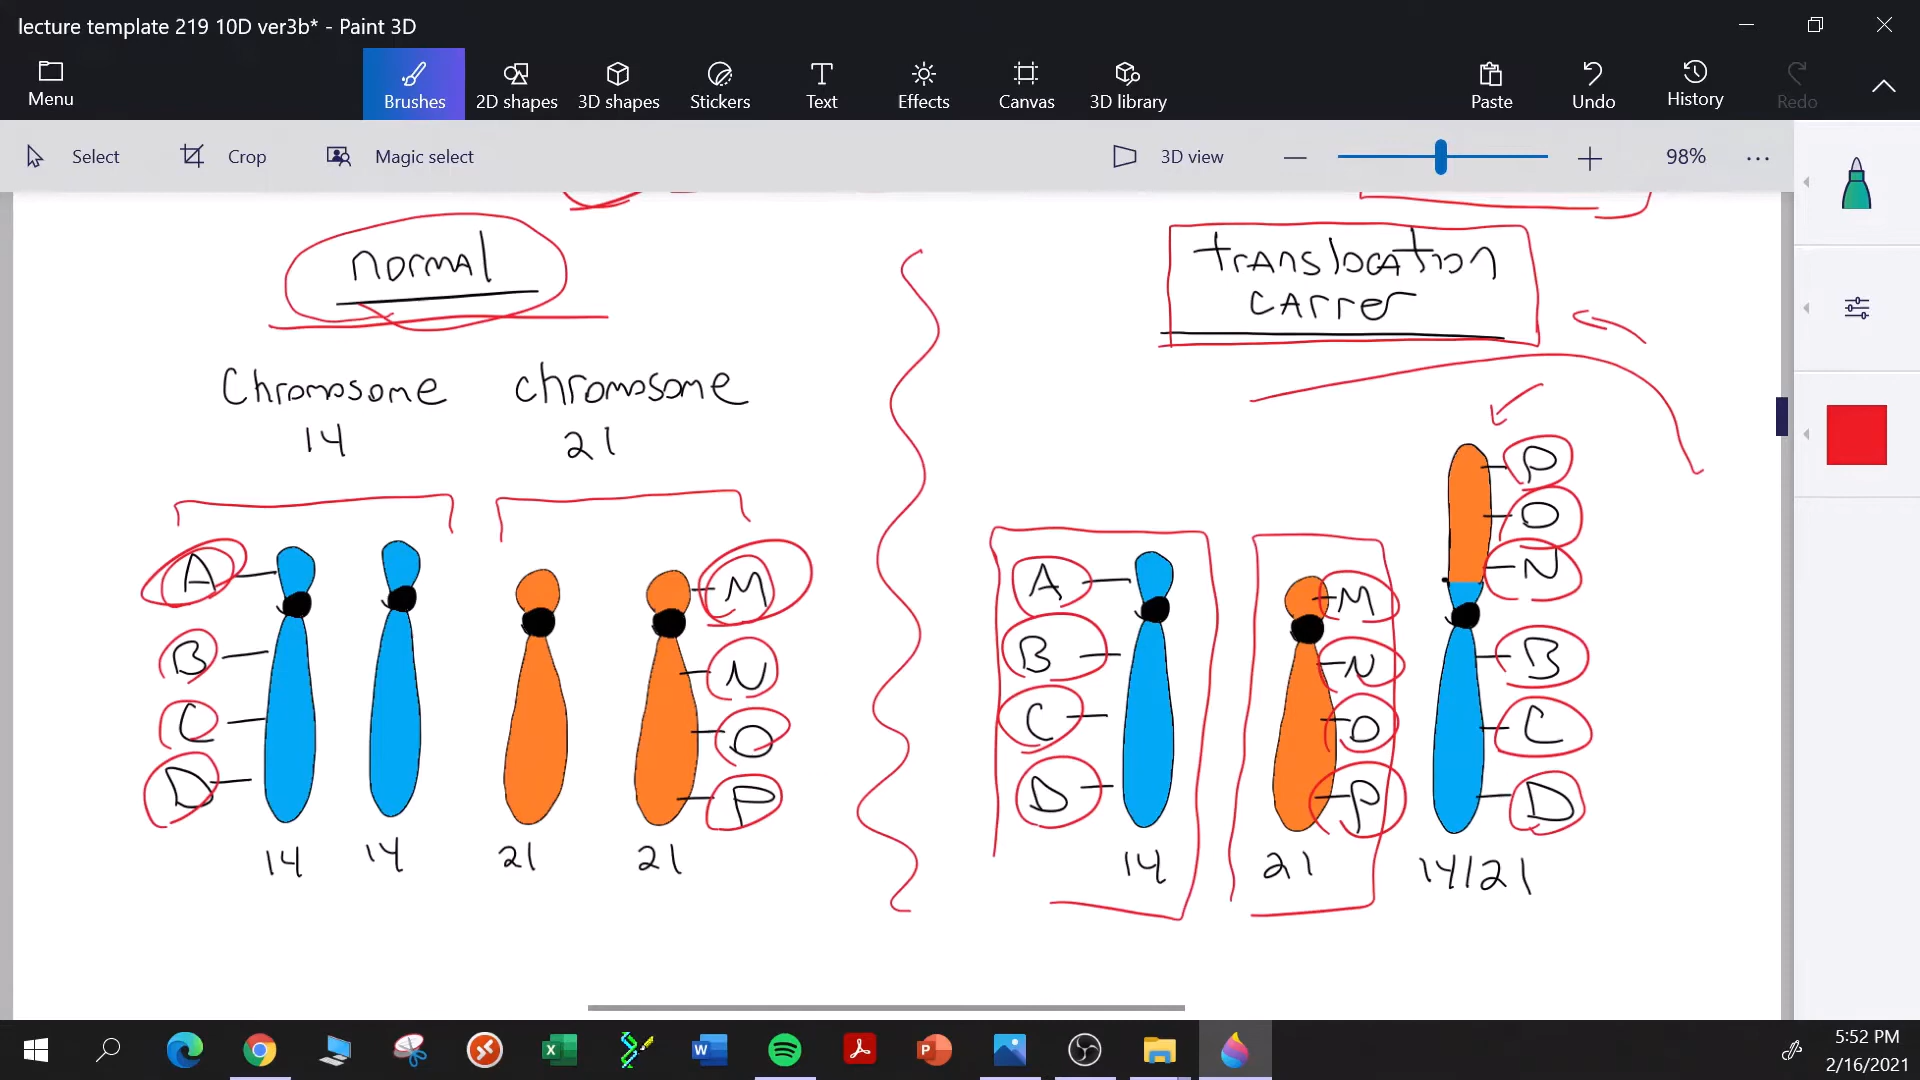 lecture template 219 10D ver3b* - Paint 3D
Menu
Brushes
2D shapes
3D shapes
Stickers
Text
Effects
Canvas
3D library
Paste
Undo
History
Redo
Select
Crop
Magic select
3D view
98%
normal
Chromosome
14
chromosome
21
A
B
C
D
M
N
O
P
14
14
21
21
translocation
carrer
A
B
C
D
14
M
N
O
P
21
P
O
N
B
C
D
14/21
5:52 PM
2/16/2021